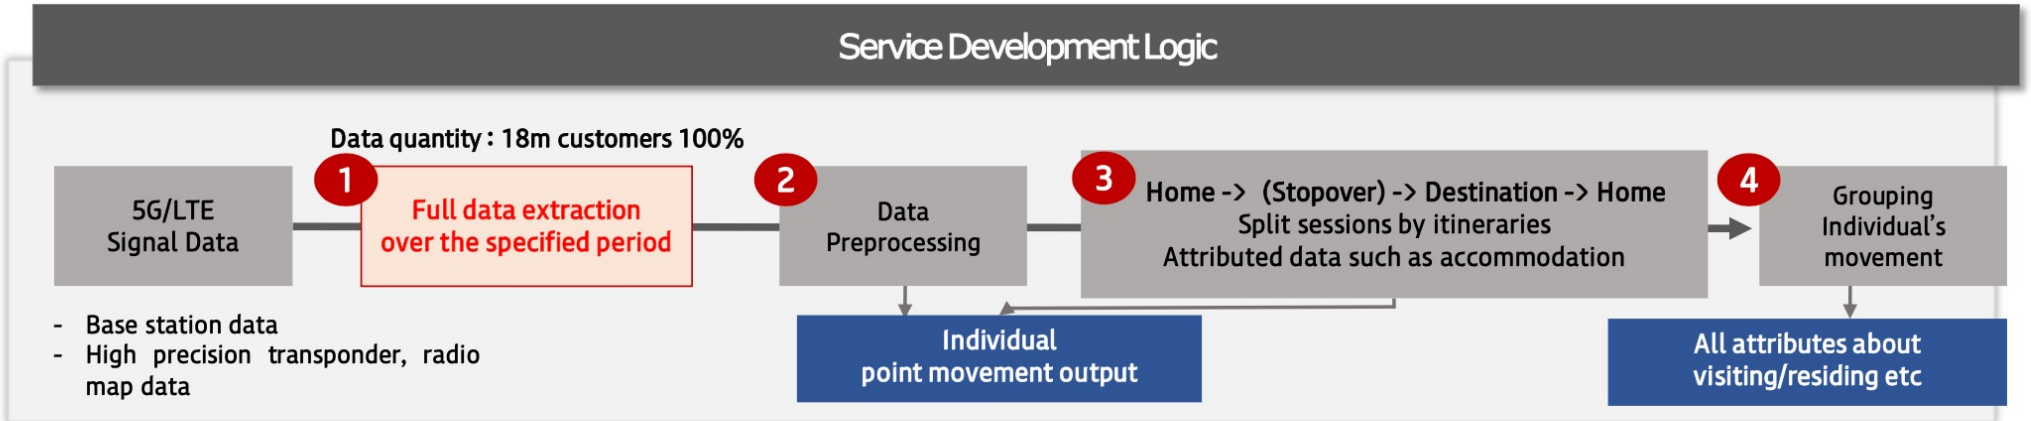 Service Development Logic
Data quantity : 18m customers 100%
5G/LTE
Signal Data
1
Full data extraction
over the specified period
2
Data
Preprocessing
3
Home -> (Stopover) -> Destination -> Home
Split sessions by itineraries
Attributed data such as accommodation
4
Grouping
Individual’s
movement
- Base station data
- High precision transponder, radio
map data
Individual
point movement output
All attributes about
visiting/residing etc